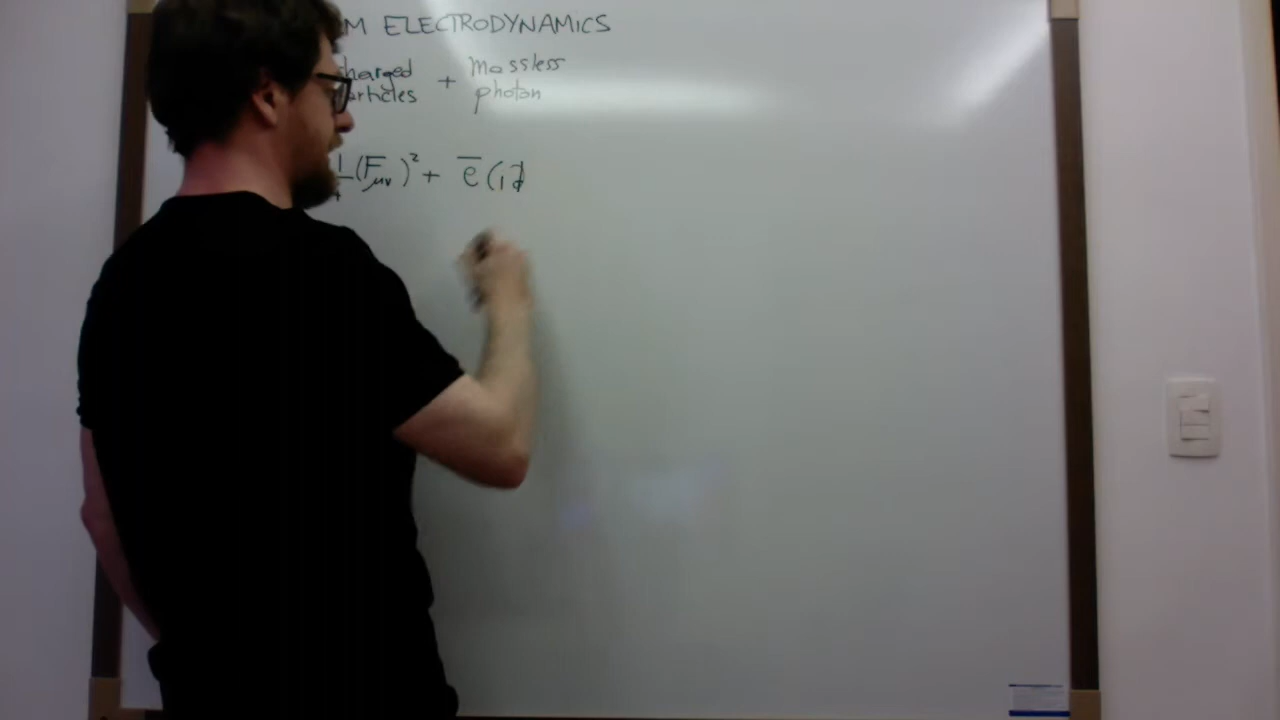 M ELECTRODYNAMICS
harged + Massless
articles photon
(Fμν)² + ē(i∂̸